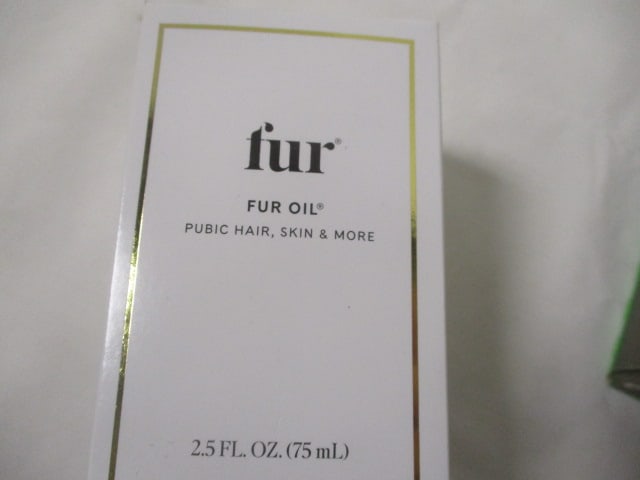 fur®
FUR OIL®
PUBIC HAIR, SKIN & MORE
2.5 FL. OZ. (75 mL)